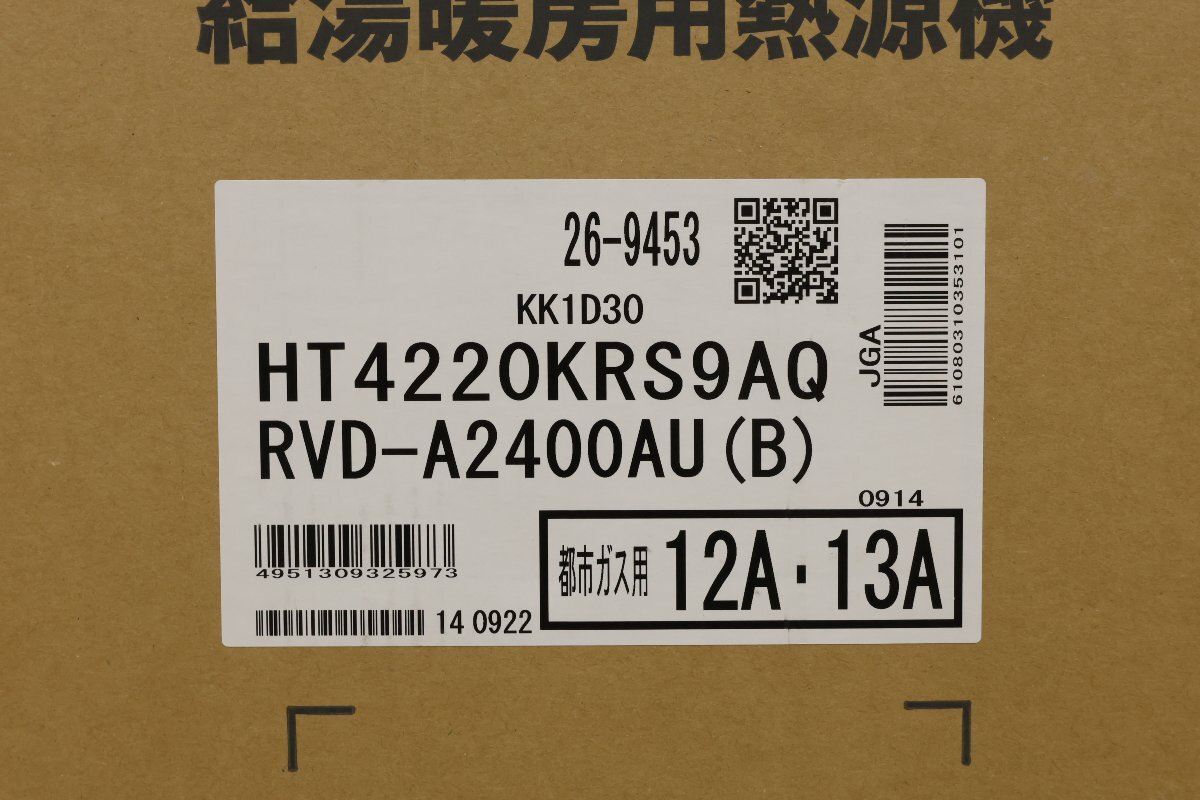 給湯暖房用熱源機
26-9453
KK1D30
HT4220KRS9AQ
RVD-A2400AU(B)
JGA
6108031035310​1
0914
都市ガス用 12A・13A
4951309325973
14 0922